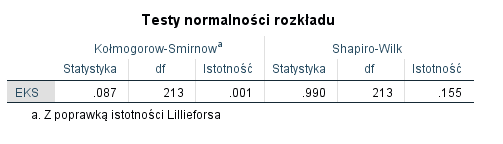 Testy normalności rozkładu
Kołmogorow-Smirnowa Shapiro-Wilk
Statystyka df Istotność Statystyka df Istotność
EKS .087 213 .001 .990 213 .155
a. Z poprawką istotności Lillieforsa